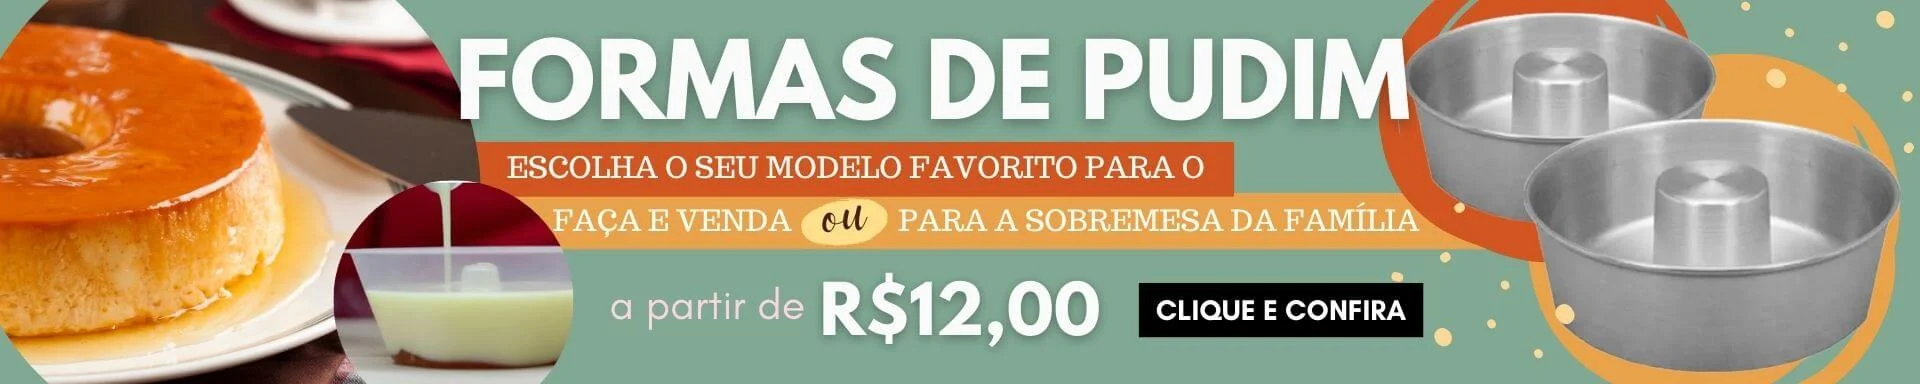 FORMAS DE PUDIM
ESCOLHA O SEU MODELO FAVORITO PARA O
FAÇA E VENDA ou PARA A SOBREMESA DA FAMÍLIA
a partir de R$12,00 CLIQUE E CONFIRA